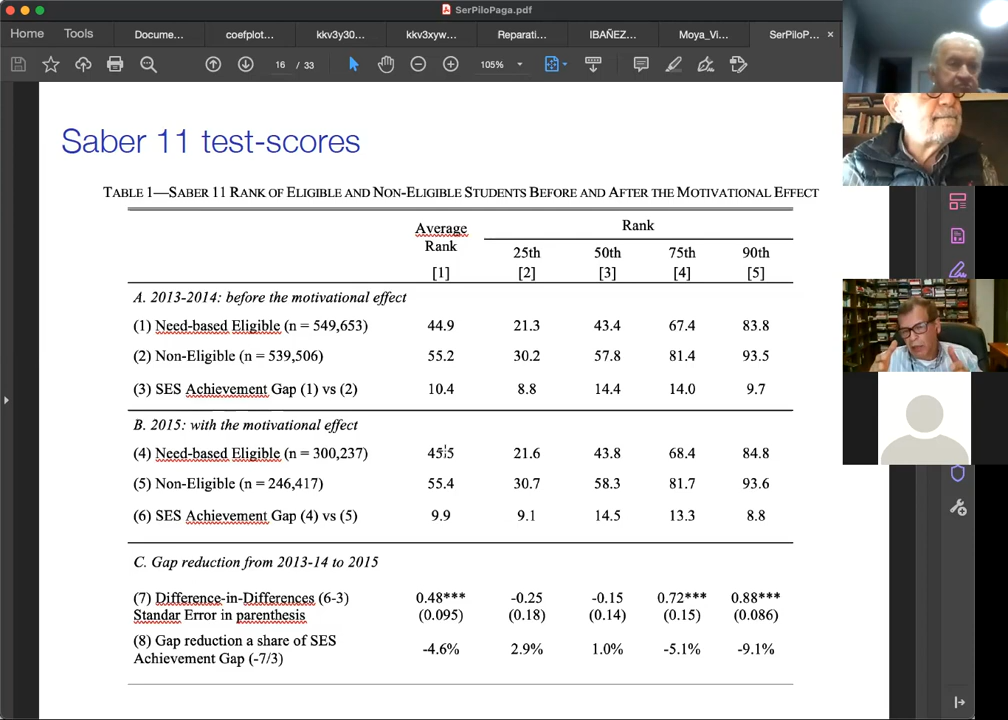 SerPiloPaga.pdf
Home Tools Docume... coefplot... kkv3y30... kkv3xyw... Reparati... IBAÑEZ... Moya_Vi... SerPiloP... ×
16 / 33 105%
Saber 11 test-scores
TABLE 1—SABER 11 RANK OF ELIGIBLE AND NON-ELIGIBLE STUDENTS BEFORE AND AFTER THE MOTIVATIONAL EFFECT
Average Rank
Rank 25th 50th 75th 90th
[1] [2] [3] [4] [5]
A. 2013-2014: before the motivational effect
(1) Need-based Eligible (n = 549,653) 44.9 21.3 43.4 67.4 83.8
(2) Non-Eligible (n = 539,506) 55.2 30.2 57.8 81.4 93.5
(3) SES Achievement Gap (1) vs (2) 10.4 8.8 14.4 14.0 9.7
B. 2015: with the motivational effect
(4) Need-based Eligible (n = 300,237) 45.5 21.6 43.8 68.4 84.8
(5) Non-Eligible (n = 246,417) 55.4 30.7 58.3 81.7 93.6
(6) SES Achievement Gap (4) vs (5) 9.9 9.1 14.5 13.3 8.8
C. Gap reduction from 2013-14 to 2015
(7) Difference-in-Differences (6-3) 0.48*** -0.25 -0.15 0.72*** 0.88***
Standar Error in parenthesis (0.095) (0.18) (0.14) (0.15) (0.086)
(8) Gap reduction a share of SES
Achievement Gap (-7/3) -4.6% 2.9% 1.0% -5.1% -9.1%